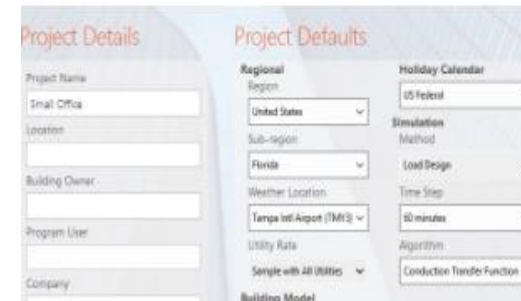 Project Details
Project Name
Small Office
Location
Building Owner
Program User
Company
Project Defaults
Regional
Region
United States
Sub-region
Florida
Weather Location
Tampa Intl Airport (TMY3)
Utility Rate
Sample with All Utilities
Building Model
Holiday Calendar
US Federal
Simulation
Method
Load Design
Time Step
60 minutes
Algorithm
Conduction Transfer Function